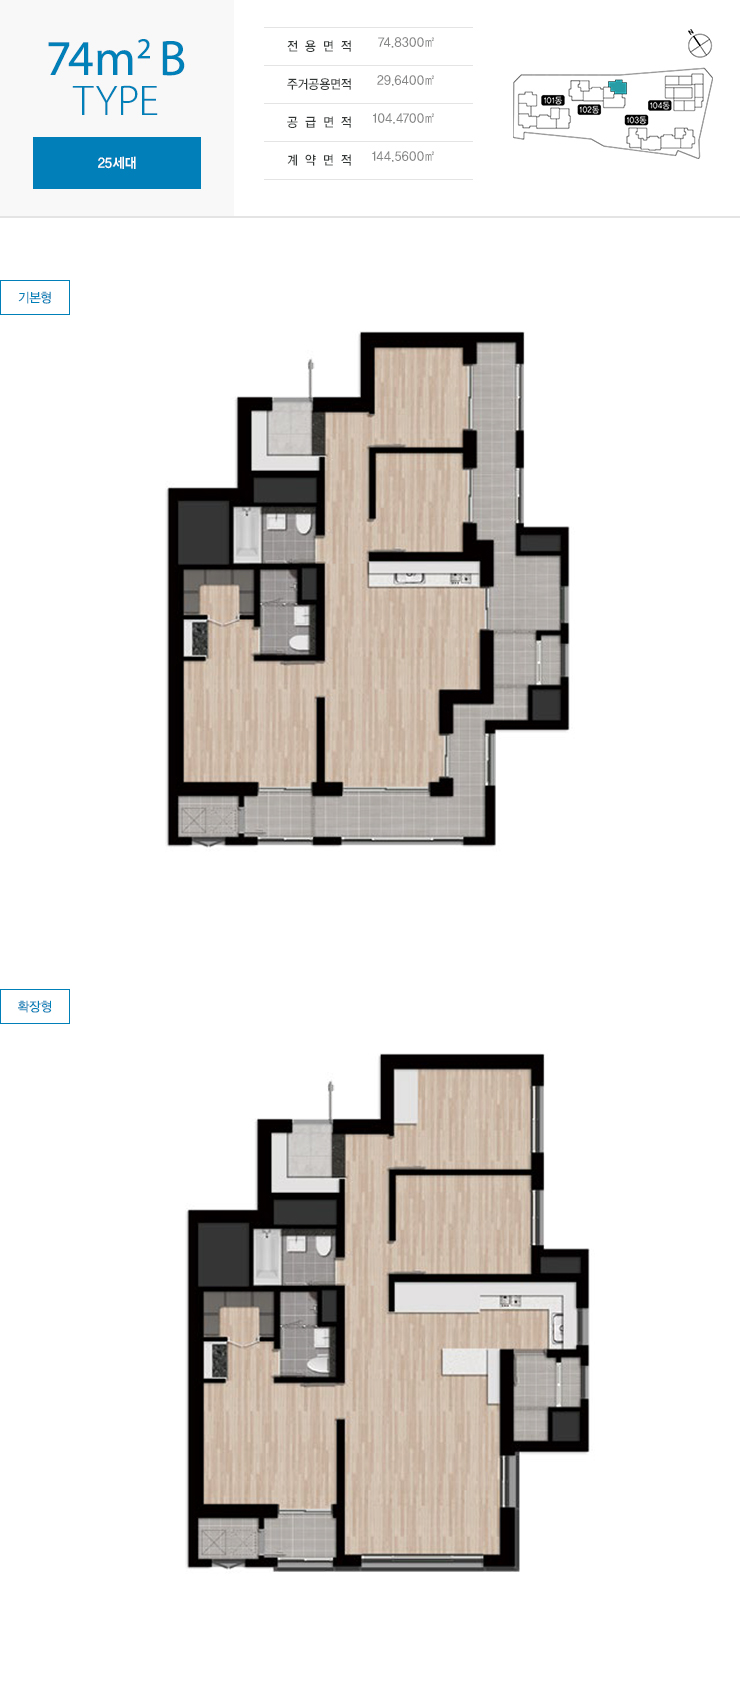 74m² B
TYPE
25세대
전 용 면 적 74.8300㎡
주거공용면적 29.6400㎡
공 급 면 적 104.4700㎡
계 약 면 적 144.5600㎡
N
101동
102동
103동
104동
기본형
확장형